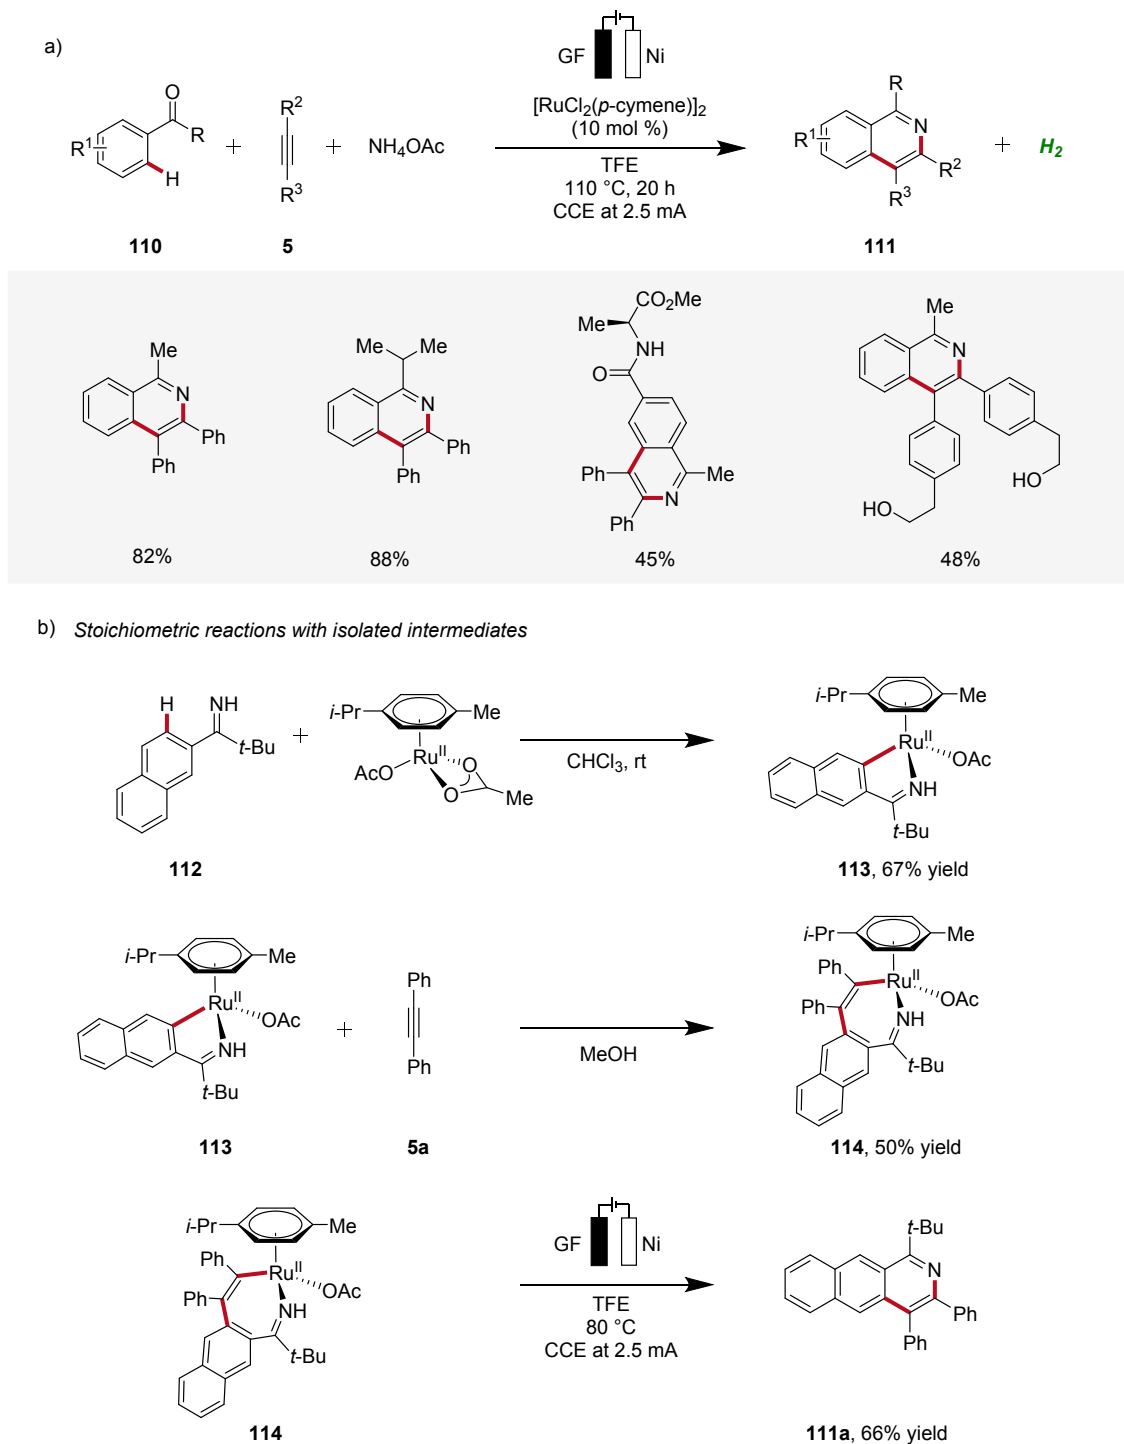 a)
GF
Ni
[RuCl2(p-cymene)]2
(10 mol %)
TFE
110 °C, 20 h
CCE at 2.5 mA
R1
O
R
H
+
R2
R3
+
NH4OAc
R
N
R1
R2
R3
+
H2
110
5
111
Me
N
Ph
Ph
82%
Me
Me
N
Ph
Ph
88%
CO2Me
Me
NH
O
Ph
Me
N
Ph
45%
Me
N
HO
HO
48%
b) Stoichiometric reactions with isolated intermediates
H
NH
t-Bu
+
i-Pr
Me
RuII
AcO
O
O
Me
CHCl3, rt
i-Pr
Me
RuII
OAc
NH
t-Bu
112
113, 67% yield
i-Pr
Me
RuII
OAc
NH
t-Bu
+
Ph
Ph
MeOH
i-Pr
Me
Ph
RuII
Ph
OAc
NH
t-Bu
113
5a
114, 50% yield
i-Pr
Me
Ph
RuII
Ph
OAc
NH
t-Bu
GF
Ni
TFE
80 °C
CCE at 2.5 mA
t-Bu
N
Ph
Ph
114
111a, 66% yield